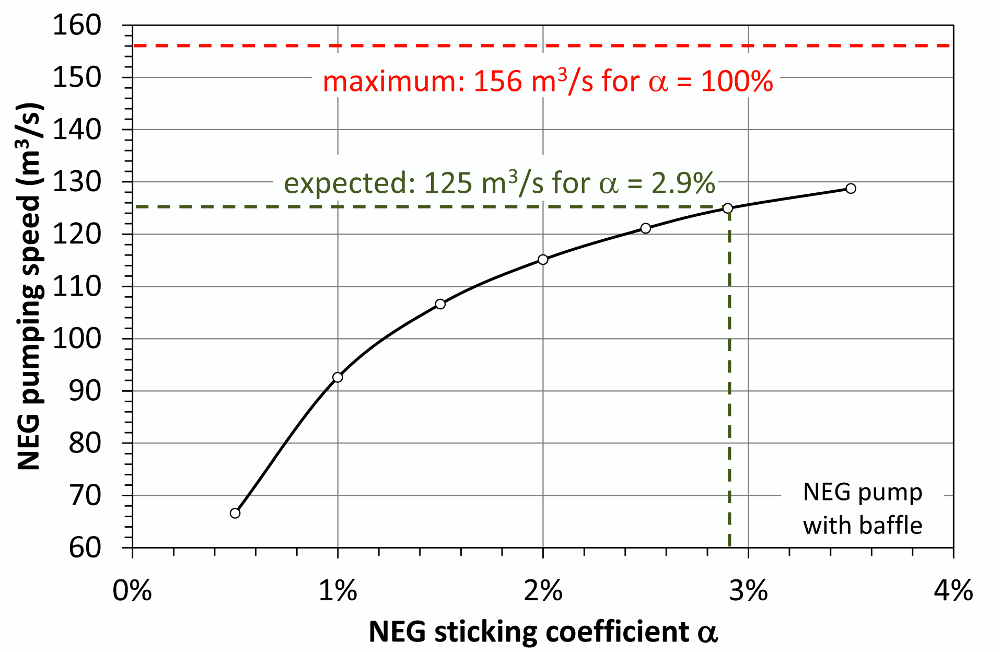 160
150
140
130
120
110
100
90
80
70
60
NEG pumping speed (m³/s)
maximum: 156 m³/s for α = 100%
expected: 125 m³/s for α = 2.9%
NEG pump
with baffle
0% 1% 2% 3% 4%
NEG sticking coefficient α